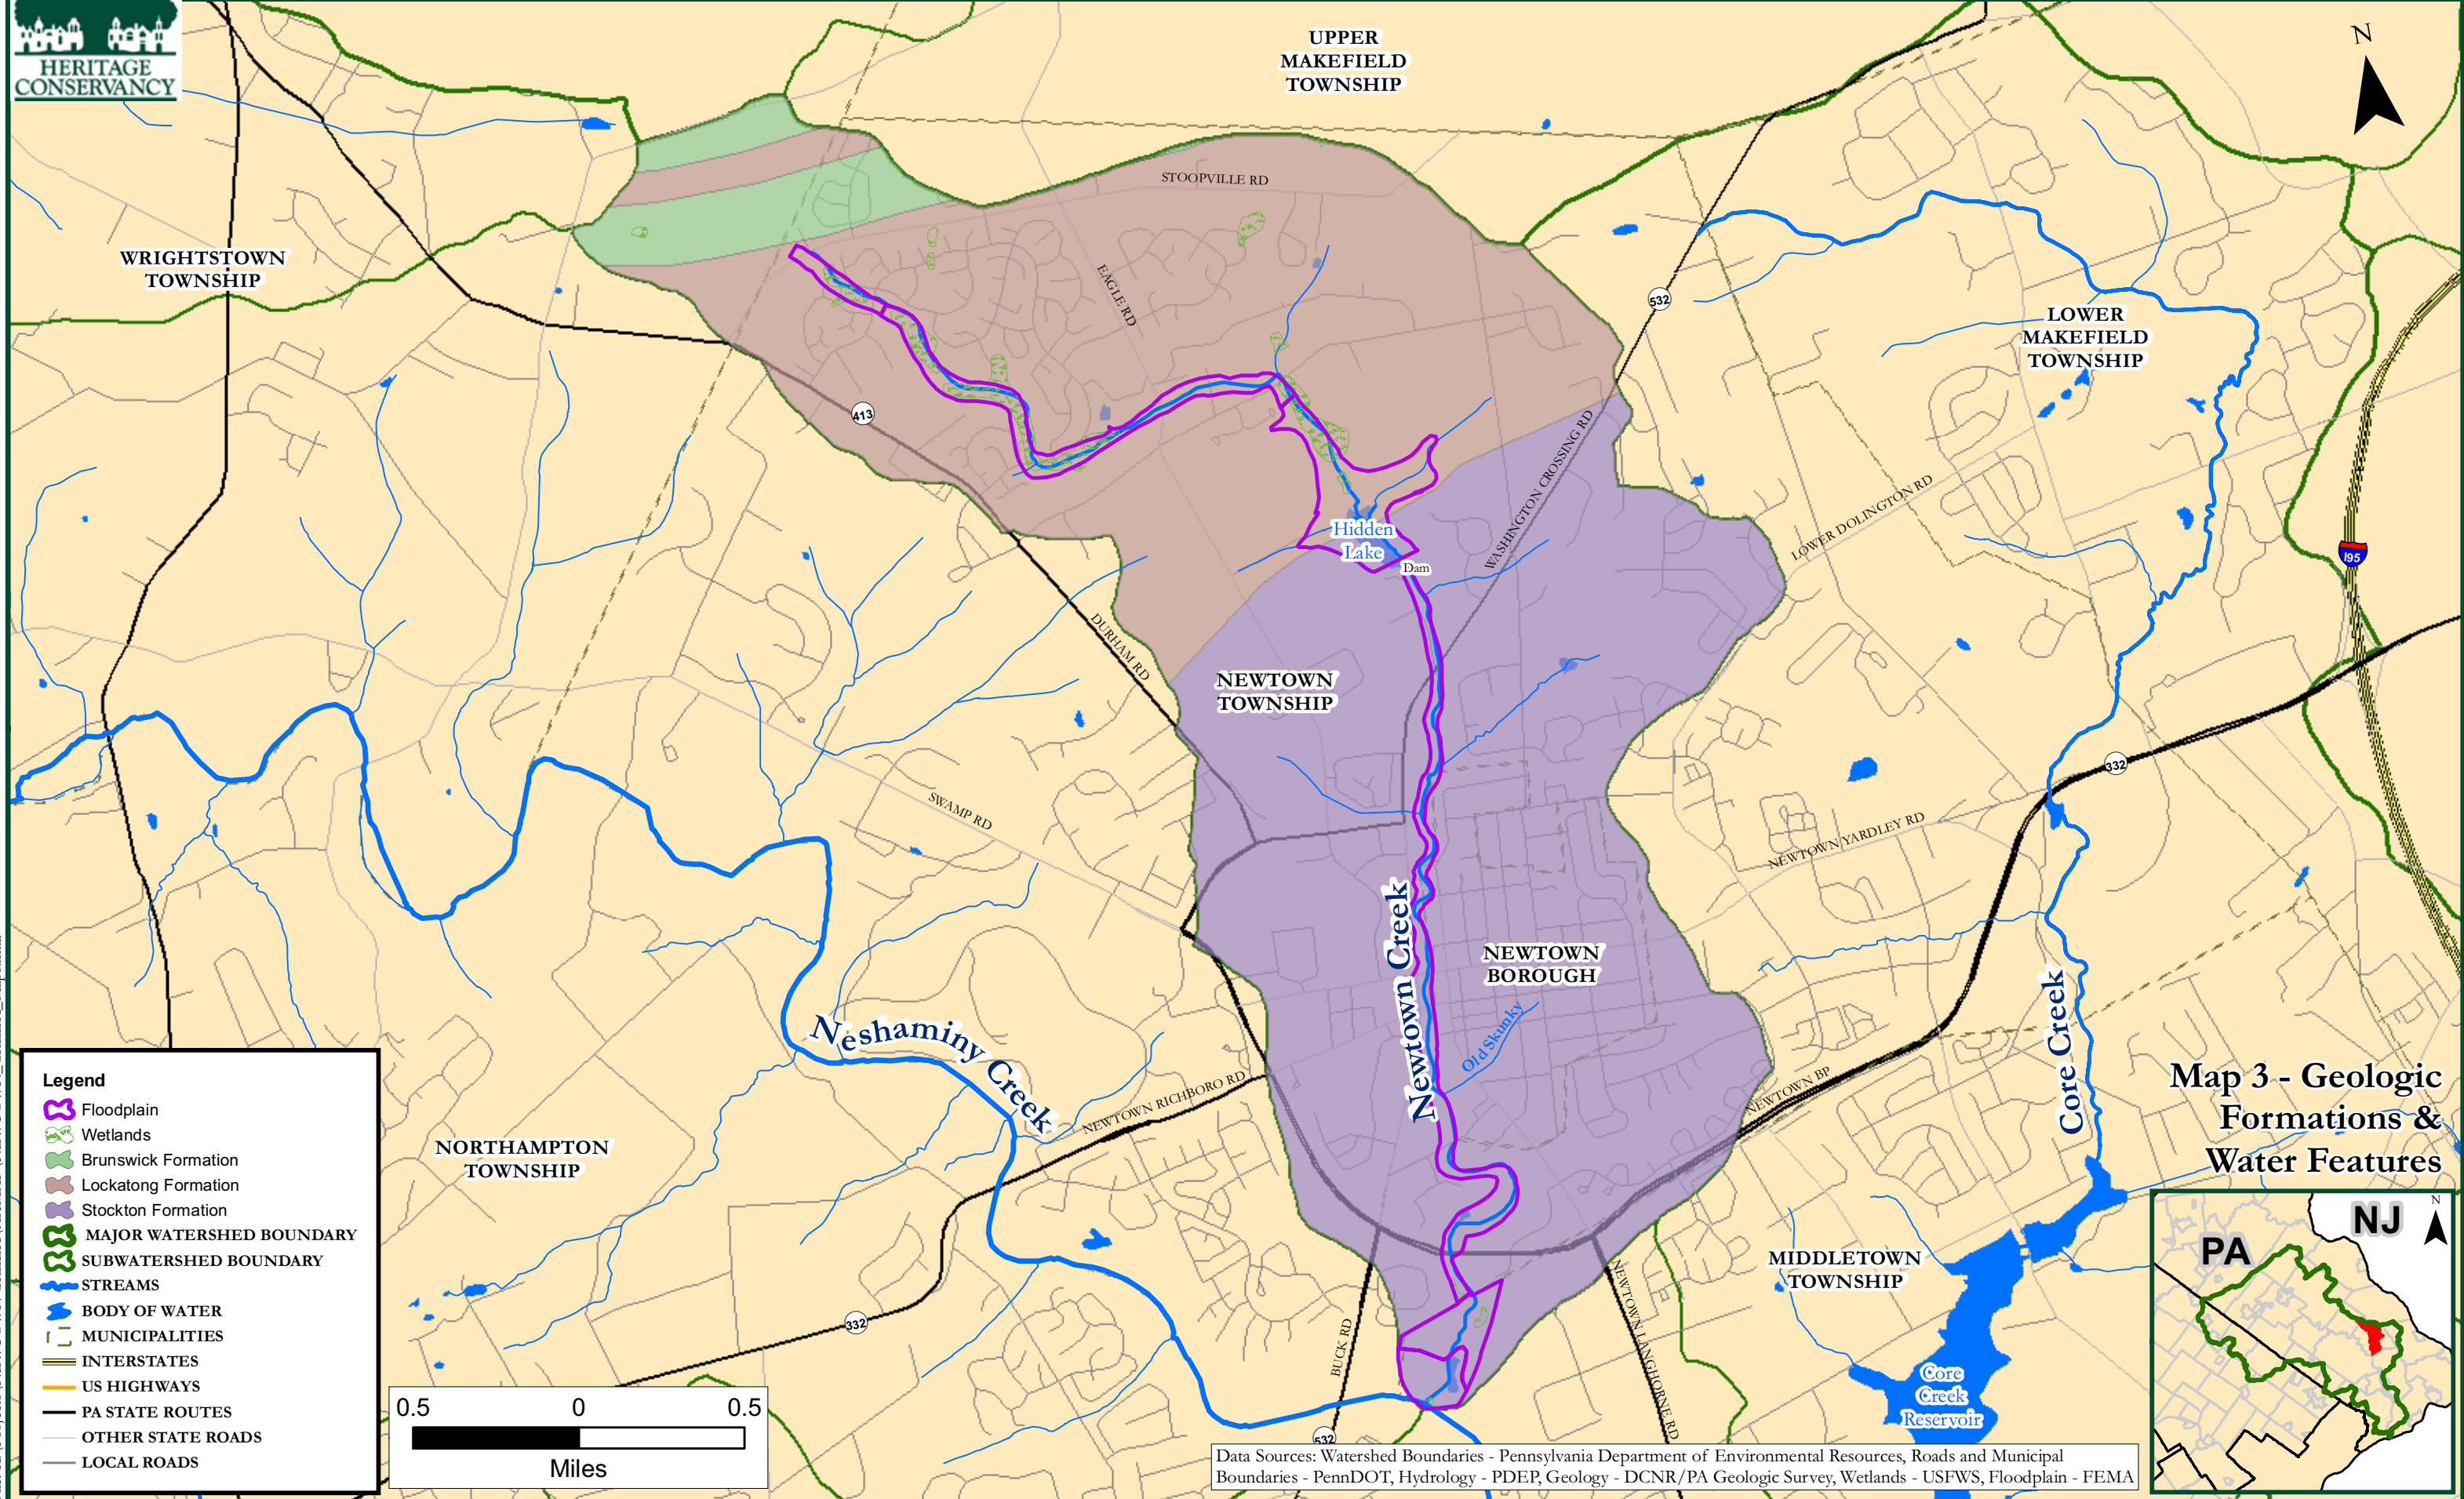 HERITAGE
CONSERVANCY
UPPER
MAKEFIELD
TOWNSHIP
N
STOOPVILLE RD
WRIGHTSTOWN
TOWNSHIP
EAGLE RD
532
LOWER
MAKEFIELD
TOWNSHIP
413
WASHINGTON CROSSING RD
LOWER DOLINGTON RD
Hidden
Lake
Dam
I95
DURHAM RD
NEWTOWN
TOWNSHIP
332
SWAMP RD
NEWTOWN YARDLEY RD
Newtown Creek
NEWTOWN
BOROUGH
Old Skunky
Core Creek
Neshaminy Creek
NEWTOWN RICHBORO RD
NEWTOWN BP
NORTHAMPTON
TOWNSHIP
Map 3 - Geologic
Formations &
Water Features
MIDDLETOWN
TOWNSHIP
NEWTOWN LANGHORNE RD
BUCK RD
332
532
Core
Creek
Reservoir
Legend
Floodplain
Wetlands
Brunswick Formation
Lockatong Formation
Stockton Formation
MAJOR WATERSHED BOUNDARY
SUBWATERSHED BOUNDARY
STREAMS
BODY OF WATER
MUNICIPALITIES
INTERSTATES
US HIGHWAYS
PA STATE ROUTES
OTHER STATE ROADS
LOCAL ROADS
0.5 0 0.5
Miles
N
NJ
PA
Data Sources: Watershed Boundaries - Pennsylvania Department of Environmental Resources, Roads and Municipal
Boundaries - PennDOT, Hydrology - PDEP, Geology - DCNR/PA Geologic Survey, Wetlands - USFWS, Floodplain - FEMA